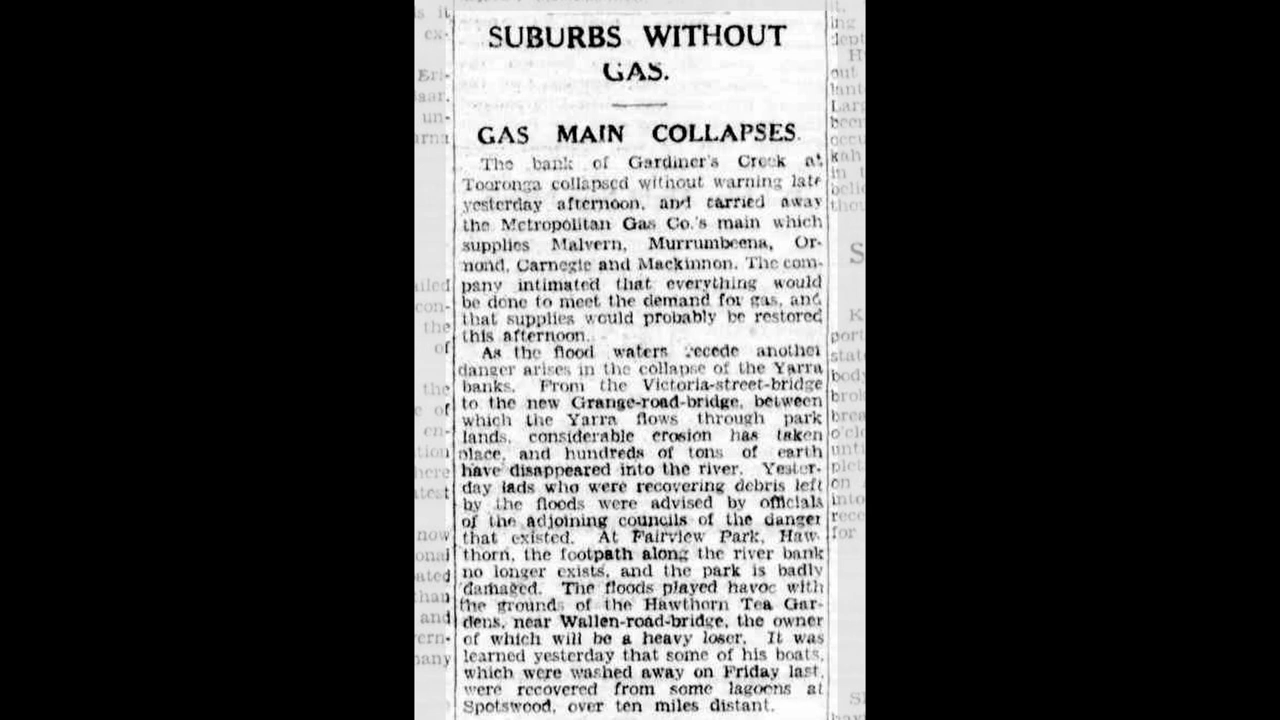 SUBURBS WITHOUT
GAS.
GAS MAIN COLLAPSES.
The bank of Gardiner's Creek at
Tooronga collapsed without warning late
yesterday afternoon, and carried away
the Metropolitan Gas Co.'s main which
supplies Malvern, Murrumbeena, Or-
mond, Carnegie and Mackinnon. The com-
pany intimated that everything would
be done to meet the demand for gas, and
that supplies would probably be restored
this afternoon.
As the flood waters recede another
danger arises in the collapse of the Yarra
banks. From the Victoria-street-bridge
to the new Grange-road-bridge, between
which the Yarra flows through park
lands, considerable erosion has taken
place, and hundreds of tons of earth
have disappeared into the river. Yester-
day lads who were recovering debris left
by the floods were advised by officials
of the adjoining councils of the danger
that existed. At Fairview Park, Haw-
thorn, the footpath along the river bank
no longer exists, and the park is badly
damaged. The floods played havoc with
the grounds of the Hawthorn Tea Gar-
dens, near Wallen-road-bridge, the owner
of which will be a heavy loser. It was
learned yesterday that some of his boats,
which were washed away on Friday last,
were recovered from some lagoons at
Spotswood, over ten miles distant.